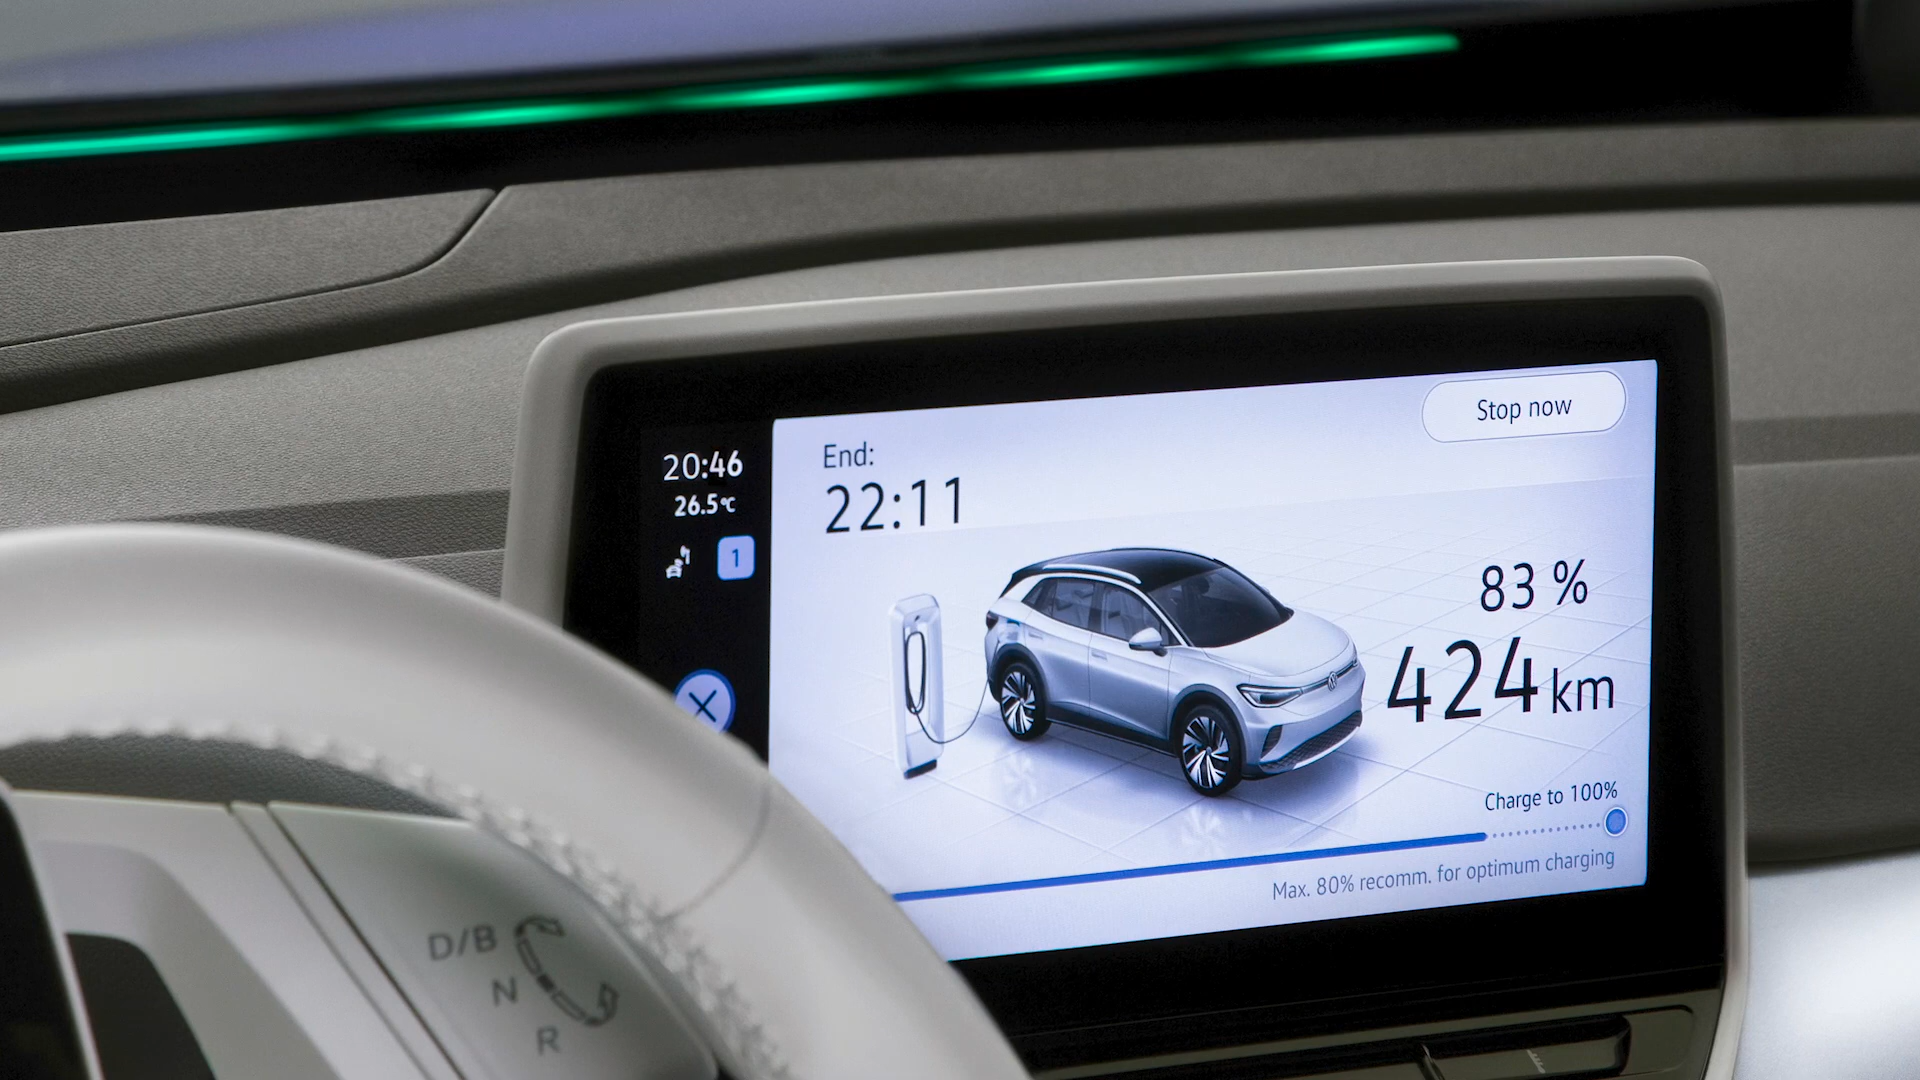 20:46
26.5°C
1
End:
22:11
Stop now
83 %
424 km
Charge to 100%
Max. 80% recomm. for optimum charging
D/B
N
R